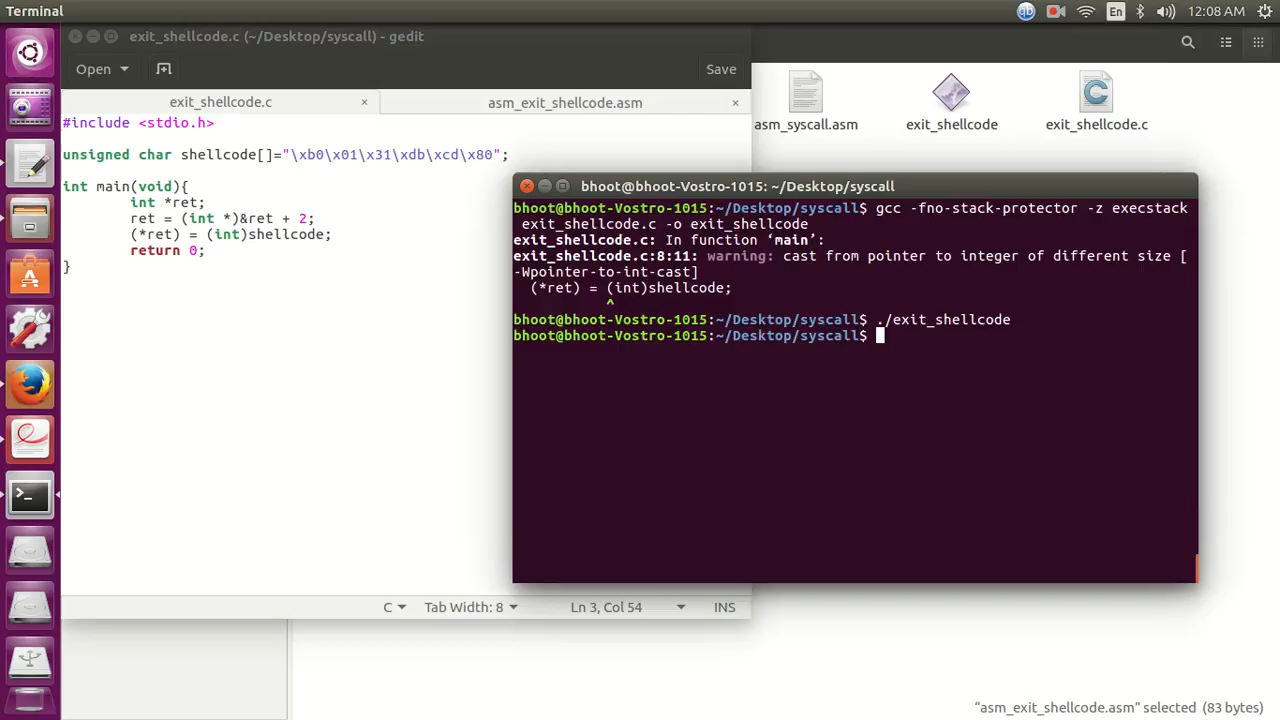 Terminal
En
12:08 AM
exit_shellcode.c (~/Desktop/syscall) - gedit
Open
Save
exit_shellcode.c ×
asm_exit_shellcode.asm ×
#include <stdio.h>
unsigned char shellcode[]="\xb0\x01\x31\xdb\xcd\x80";
int main(void){
int *ret;
ret = (int *)&ret + 2;
(*ret) = (int)shellcode;
return 0;
}
C
Tab Width: 8
Ln 3, Col 54
INS
asm_syscall.asm
exit_shellcode
exit_shellcode.c
bhoot@bhoot-Vostro-1015: ~/Desktop/syscall
bhoot@bhoot-Vostro-1015:~/Desktop/syscall$ gcc -fno-stack-protector -z execstack
exit_shellcode.c -o exit_shellcode
exit_shellcode.c: In function ‘main’:
exit_shellcode.c:8:11: warning: cast from pointer to integer of different size [
-Wpointer-to-int-cast]
(*ret) = (int)shellcode;
^
bhoot@bhoot-Vostro-1015:~/Desktop/syscall$ ./exit_shellcode
bhoot@bhoot-Vostro-1015:~/Desktop/syscall$
“asm_exit_shellcode.asm” selected (83 bytes)